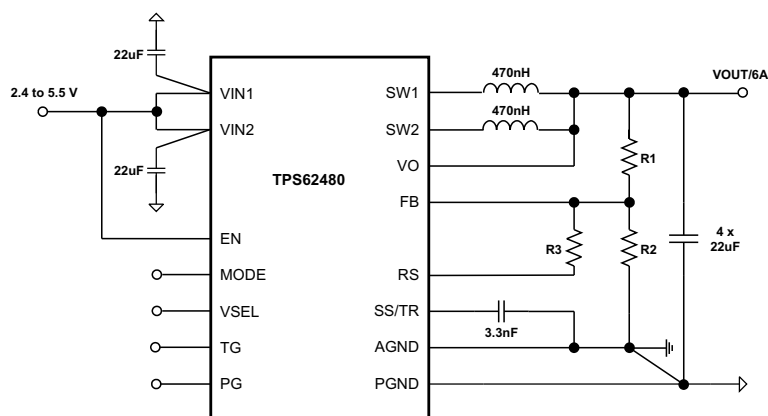 22uF
470nH
2.4 to 5.5 V
VIN1
SW1
VOUT/6A
470nH
VIN2
SW2
R1
22uF
TPS62480
VO
FB
EN
R3
R2
4 x
22uF
MODE
RS
VSEL
SS/TR
3.3nF
TG
AGND
PG
PGND